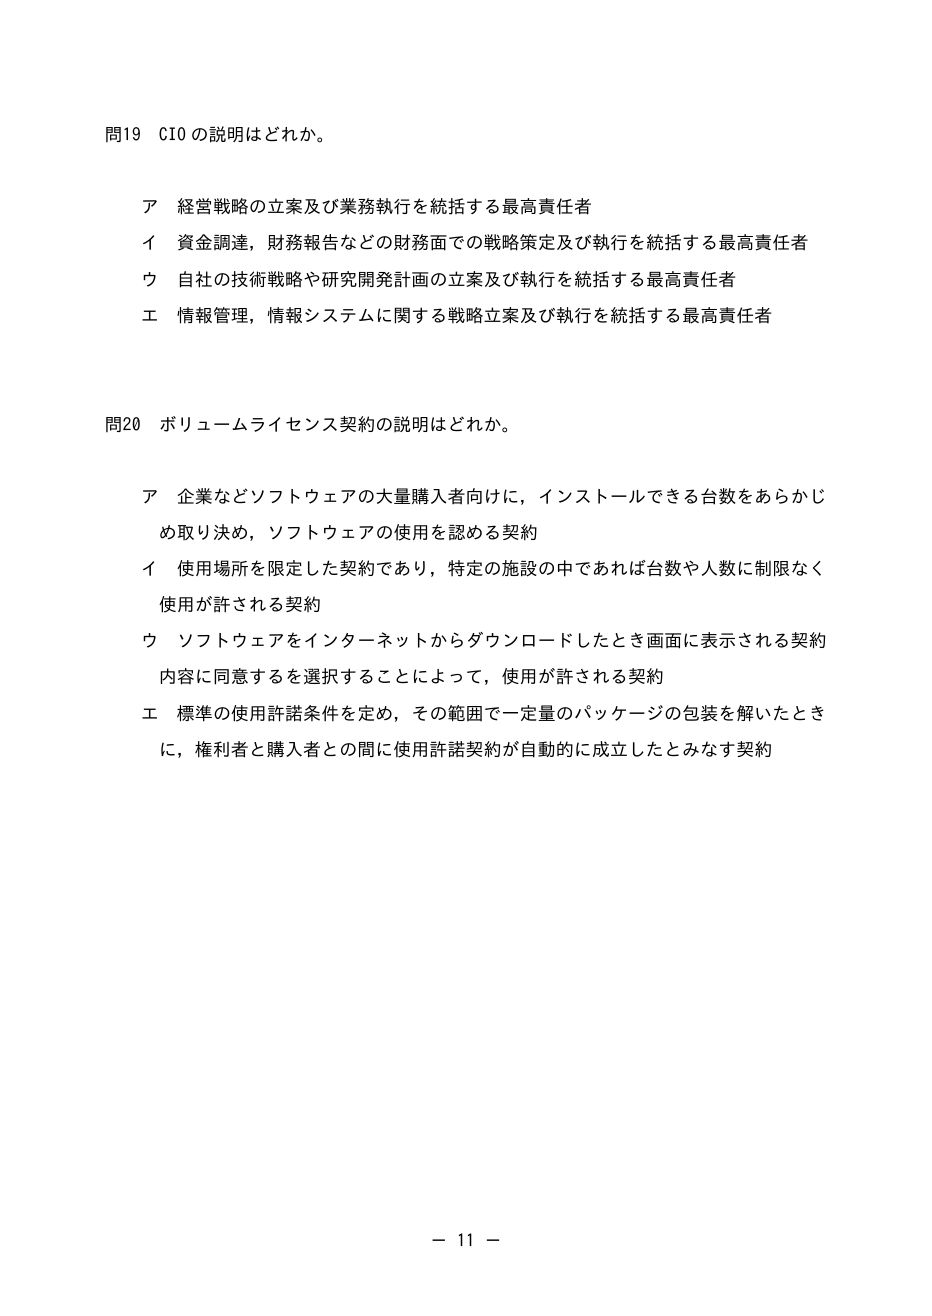 問19　CIO の説明はどれか。
ア　経営戦略の立案及び業務執行を統括する最高責任者
イ　資金調達，財務報告などの財務面での戦略策定及び執行を統括する最高責任者
ウ　自社の技術戦略や研究開発計画の立案及び執行を統括する最高責任者
エ　情報管理，情報システムに関する戦略立案及び執行を統括する最高責任者
問20　ボリュームライセンス契約の説明はどれか。
ア　企業などソフトウェアの大量購入者向けに，インストールできる台数をあらかじ
め取り決め，ソフトウェアの使用を認める契約
イ　使用場所を限定した契約であり，特定の施設の中であれば台数や人数に制限なく
使用が許される契約
ウ　ソフトウェアをインターネットからダウンロードしたとき画面に表示される契約
内容に同意するを選択することによって，使用が許される契約
エ　標準の使用許諾条件を定め，その範囲で一定量のパッケージの包装を解いたとき
に，権利者と購入者との間に使用許諾契約が自動的に成立したとみなす契約
－ 11 －